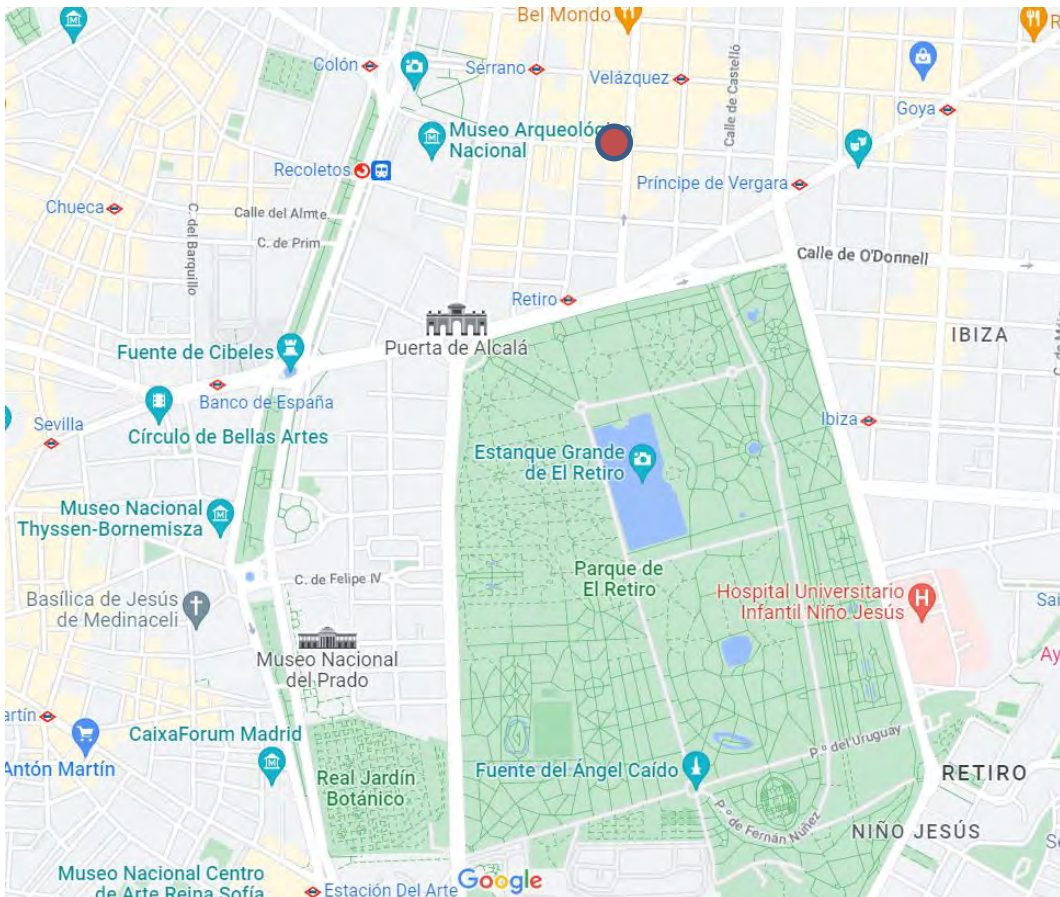 Bel Mondo
R
Colón
Serrano
Velázquez
Calle de Castelló
Goya
Museo Arqueológico
Nacional
Recoletos
Príncipe de Vergara
Chueca
C. del Barquillo
Calle del Almte.
C. de Prim
Calle de O'Donnell
Retiro
IBIZA
Puerta de Alcalá
Fuente de Cibeles
Banco de España
Sevilla
Círculo de Bellas Artes
Ibiza
Estanque Grande
de El Retiro
Museo Nacional
Thyssen-Bornemisza
C. de Felipe IV
Parque de
El Retiro
Basílica de Jesús
de Medinaceli
Hospital Universitario
Infantil Niño Jesús
Sai
Museo Nacional
del Prado
Ay
artín
CaixaForum Madrid
P.º del Uruguay
Antón Martín
Real Jardín
Botánico
Fuente del Ángel Caído
RETIRO
P.º de Fernán Núñez
NIÑO JESÚS
Se
Museo Nacional Centro
de Arte Reina Sofía
Estación Del Arte
Google